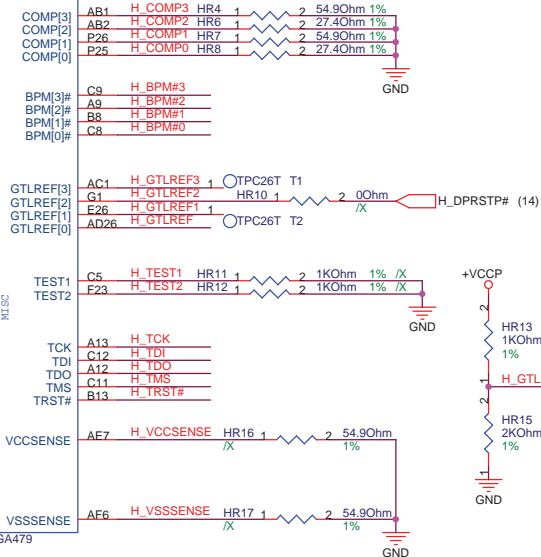 COMP[3] AB1 H_COMP3 HR4 1 2 54.9Ohm 1%
COMP[2] AB2 H_COMP2 HR6 1 2 27.4Ohm 1%
COMP[1] P26 H_COMP1 HR7 1 2 54.9Ohm 1%
COMP[0] P25 H_COMP0 HR8 1 2 27.4Ohm 1%
GND
BPM[3]# C9 H_BPM#3
BPM[2]# A9 H_BPM#2
BPM[1]# B8 H_BPM#1
BPM[0]# C8 H_BPM#0
GTLREF[3] AC1 H_GTLREF3 1 TPC26T T1
GTLREF[2] G1 H_GTLREF2 HR10 1 2 0Ohm H_DPRSTP# (14)
/X
GTLREF[1] E26 H_GTLREF1 1 TPC26T T2
GTLREF[0] AD26 H_GTLREF
TEST1 C5 H_TEST1 HR11 1 2 1KOhm 1% /X
TEST2 F23 H_TEST2 HR12 1 2 1KOhm 1% /X
GND
MISC
+VCCP
2
HR13
1KOhm
1%
1
H_GTL
2
HR15
2KOhm
1%
1
GND
TCK A13 H_TCK
TDI C12 H_TDI
TDO A12 H_TDO
TMS C11 H_TMS
TRST# B13 H_TRST#
VCCSENSE AE7 H_VCCSENSE HR16 1 2 54.9Ohm
/X 1%
VSSSENSE AF6 H_VSSSENSE HR17 1 2 54.9Ohm
/X 1%
GA479
GND